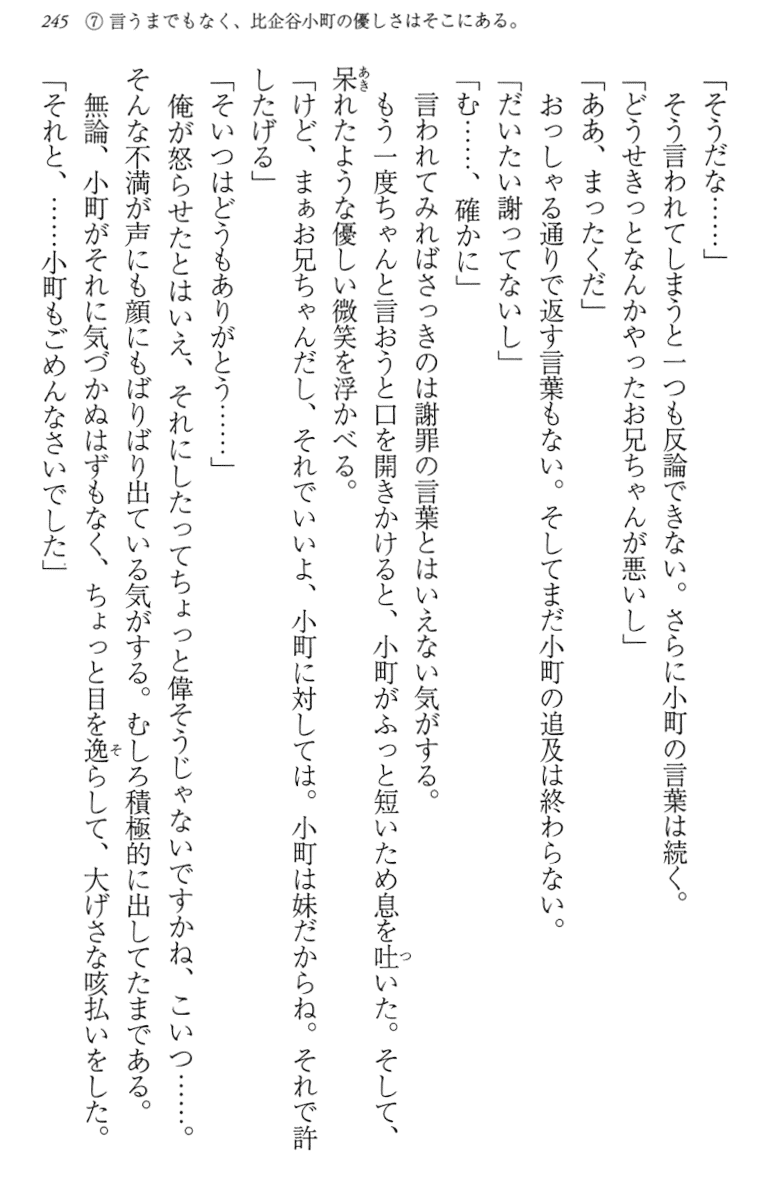 245 ⑦言うまでもなく、比企谷小町の優しさはそこにある。
「そうだな……」
そう言われてしまうと一つも反論できない。さらに小町の言葉は続く。
「どうせきっとなんかやったお兄ちゃんが悪いし」
「ああ、まったくだ」
おっしゃる通りで返す言葉もない。そしてまだ小町の追及は終わらない。
「だいたい謝ってないし」
「む……、確かに」
言われてみればさっきのは謝罪の言葉とはいえない気がする。
もう一度ちゃんと言おうと口を開きかけると、小町がふっと短いため息を吐いた。そして、
呆れたような優しい微笑を浮かべる。
「けど、まぁお兄ちゃんだし、それでいいよ、小町に対しては。小町は妹だからね。それで許
したげる」
「そいつはどうもありがとう……」
俺が怒らせたとはいえ、それにしたってちょっと偉そうじゃないですかね、こいつ……。
そんな不満が声にも顔にもばりばり出ている気がする。むしろ積極的に出してたまである。
無論、小町がそれに気づかぬはずもなく、ちょっと目を逸らして、大げさな咳払いをした。
「それと、……小町もごめんなさいでした」